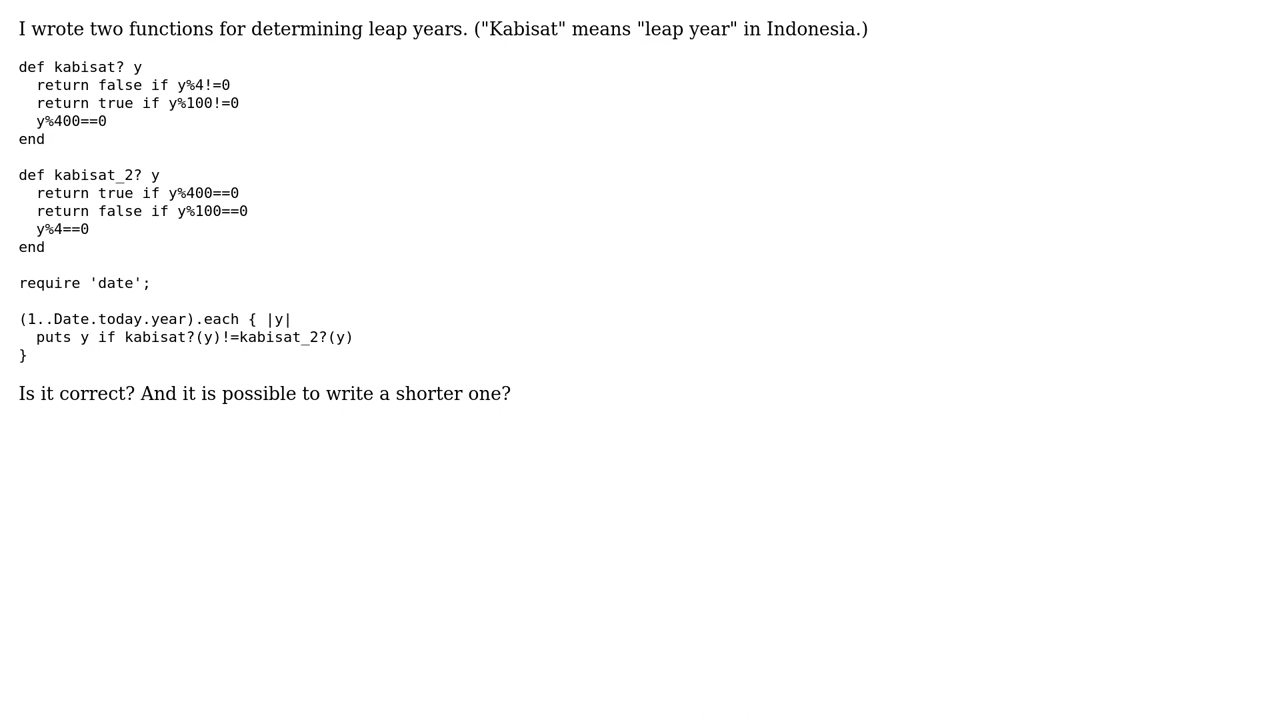 I wrote two functions for determining leap years. ("Kabisat" means "leap year" in Indonesia.)
def kabisat? y
  return false if y%4!=0
  return true if y%100!=0
  y%400==0
end
def kabisat_2? y
  return true if y%400==0
  return false if y%100==0
  y%4==0
end
require 'date';
(1..Date.today.year).each { |y|
  puts y if kabisat?(y)!=kabisat_2?(y)
}
Is it correct? And it is possible to write a shorter one?